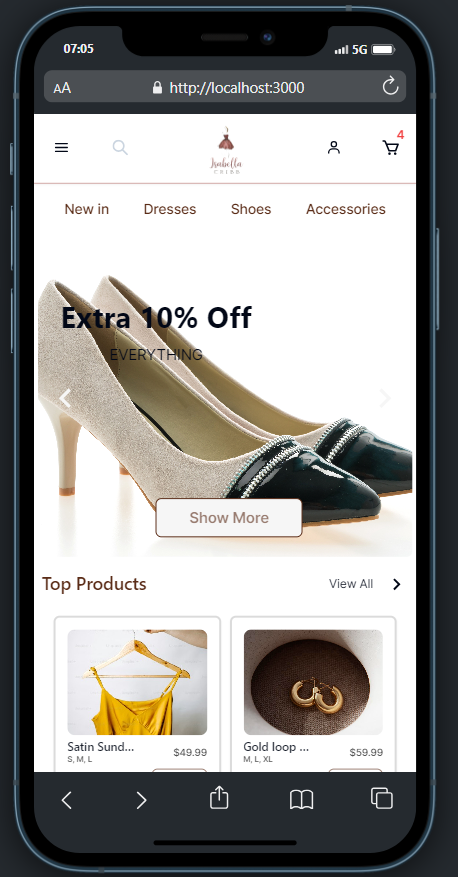 07:05
5G
AA
http://localhost:3000
4
Isabella
New in
Dresses
Shoes
Accessories
Extra 10% Off
EVERYTHING
Show More
Top Products
View All
Satin Sund...
$49.99
S, M, L
Gold loop ...
$59.99
M, L, XL